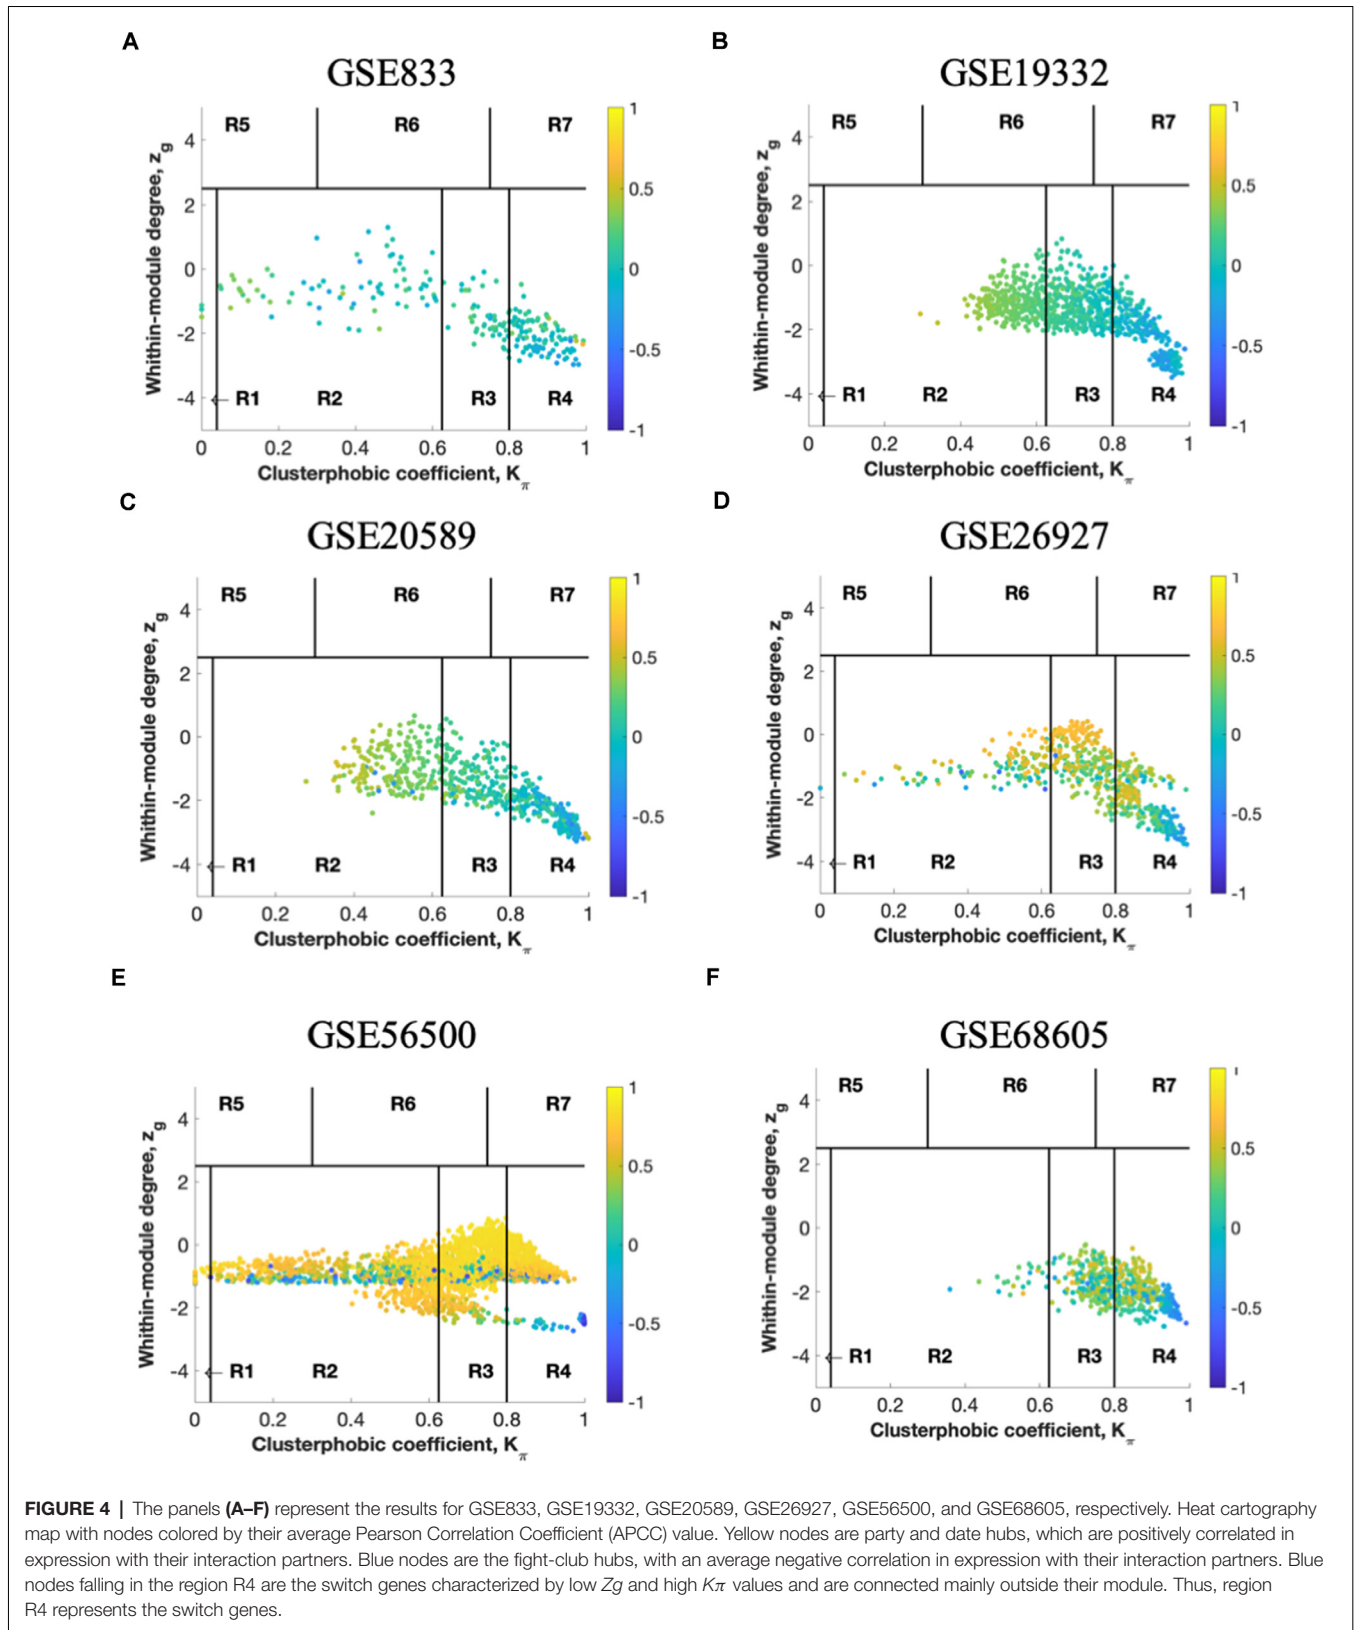 A
GSE833
R5
R6
R7
4
2
0
-2
-4
R1
R2
R3
R4
0
0.2
0.4
0.6
0.8
1
Clusterphobic coefficient, Kπ
Whithin-module degree, zg
1
0.5
0
-0.5
-1
B
GSE19332
R5
R6
R7
4
2
0
-2
-4
R1
R2
R3
R4
0
0.2
0.4
0.6
0.8
1
Clusterphobic coefficient, Kπ
Whithin-module degree, zg
1
0.5
0
-0.5
-1
C
GSE20589
R5
R6
R7
4
2
0
-2
-4
R1
R2
R3
R4
0
0.2
0.4
0.6
0.8
1
Clusterphobic coefficient, Kπ
Whithin-module degree, zg
1
0.5
0
-0.5
-1
D
GSE26927
R5
R6
R7
4
2
0
-2
-4
R1
R2
R3
R4
0
0.2
0.4
0.6
0.8
1
Clusterphobic coefficient, Kπ
Whithin-module degree, zg
1
0.5
0
-0.5
-1
E
GSE56500
R5
R6
R7
4
2
0
-2
-4
R1
R2
R3
R4
0
0.2
0.4
0.6
0.8
1
Clusterphobic coefficient, Kπ
Whithin-module degree, zg
1
0.5
0
-0.5
-1
F
GSE68605
R5
R6
R7
4
2
0
-2
-4
R1
R2
R3
R4
0
0.2
0.4
0.6
0.8
1
Clusterphobic coefficient, Kπ
Whithin-module degree, zg
1
0.5
0
-0.5
-1
FIGURE 4 | The panels (A–F) represent the results for GSE833, GSE19332, GSE20589, GSE26927, GSE56500, and GSE68605, respectively. Heat cartography
map with nodes colored by their average Pearson Correlation Coefficient (APCC) value. Yellow nodes are party and date hubs, which are positively correlated in
expression with their interaction partners. Blue nodes are the fight-club hubs, with an average negative correlation in expression with their interaction partners. Blue
nodes falling in the region R4 are the switch genes characterized by low Zg and high Kπ values and are connected mainly outside their module. Thus, region
R4 represents the switch genes.